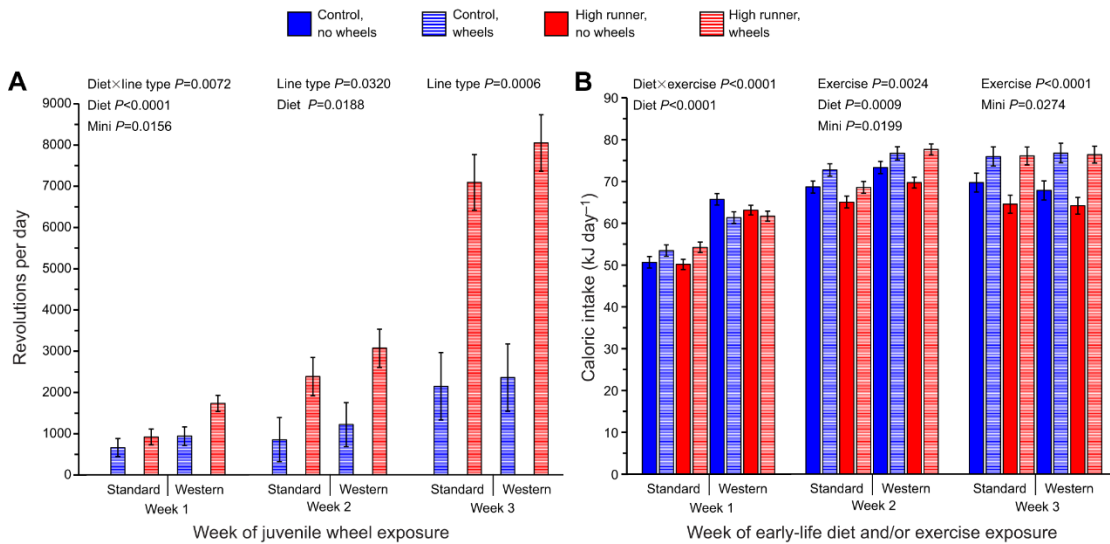 Control,
no wheels
Control,
wheels
High runner,
no wheels
High runner,
wheels
A
Diet×line type P=0.0072
Diet P<0.0001
Mini P=0.0156
Line type P=0.0320
Diet P=0.0188
Line type P=0.0006
Revolutions per day
9000
8000
7000
6000
5000
4000
3000
2000
1000
0
Standard Western
Week 1
Standard Western
Week 2
Standard Western
Week 3
Week of juvenile wheel exposure
B
Diet×exercise P<0.0001
Diet P<0.0001
Exercise P=0.0024
Diet P=0.0009
Mini P=0.0199
Exercise P<0.0001
Mini P=0.0274
Caloric intake (kJ day⁻¹)
90
80
70
60
50
40
30
20
10
0
Standard Western
Week 1
Standard Western
Week 2
Standard Western
Week 3
Week of early-life diet and/or exercise exposure